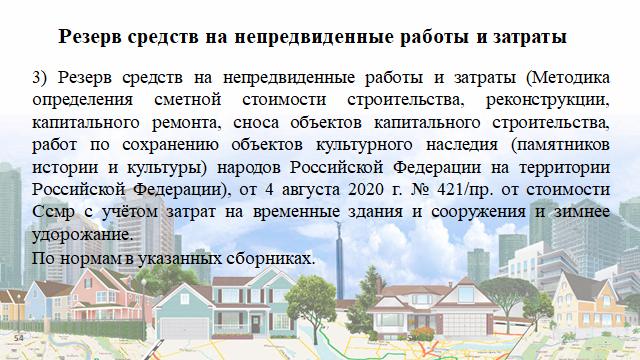 Резерв средств на непредвиденные работы и затраты
3) Резерв средств на непредвиденные работы и затраты (Методика
определения сметной стоимости строительства, реконструкции,
капитального ремонта, сноса объектов капитального строительства,
работ по сохранению объектов культурного наследия (памятников
истории и культуры) народов Российской Федерации на территории
Российской Федерации), от 4 августа 2020 г. № 421/пр. от стоимости
Ссмр с учётом затрат на временные здания и сооружения и зимнее
удорожание.
По нормам в указанных сборниках.
54